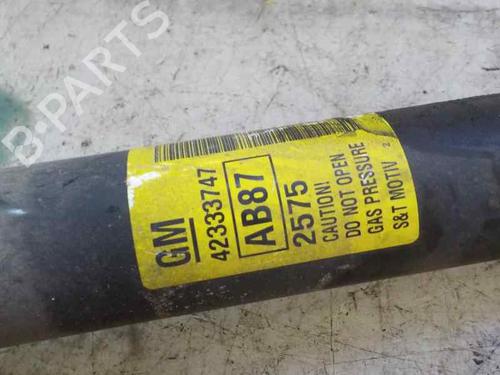 B-PARTS
GM
42333747
AB87
2575
CAUTION!
DO NOT OPEN
GAS PRESSURE
S&T MOTIV
2